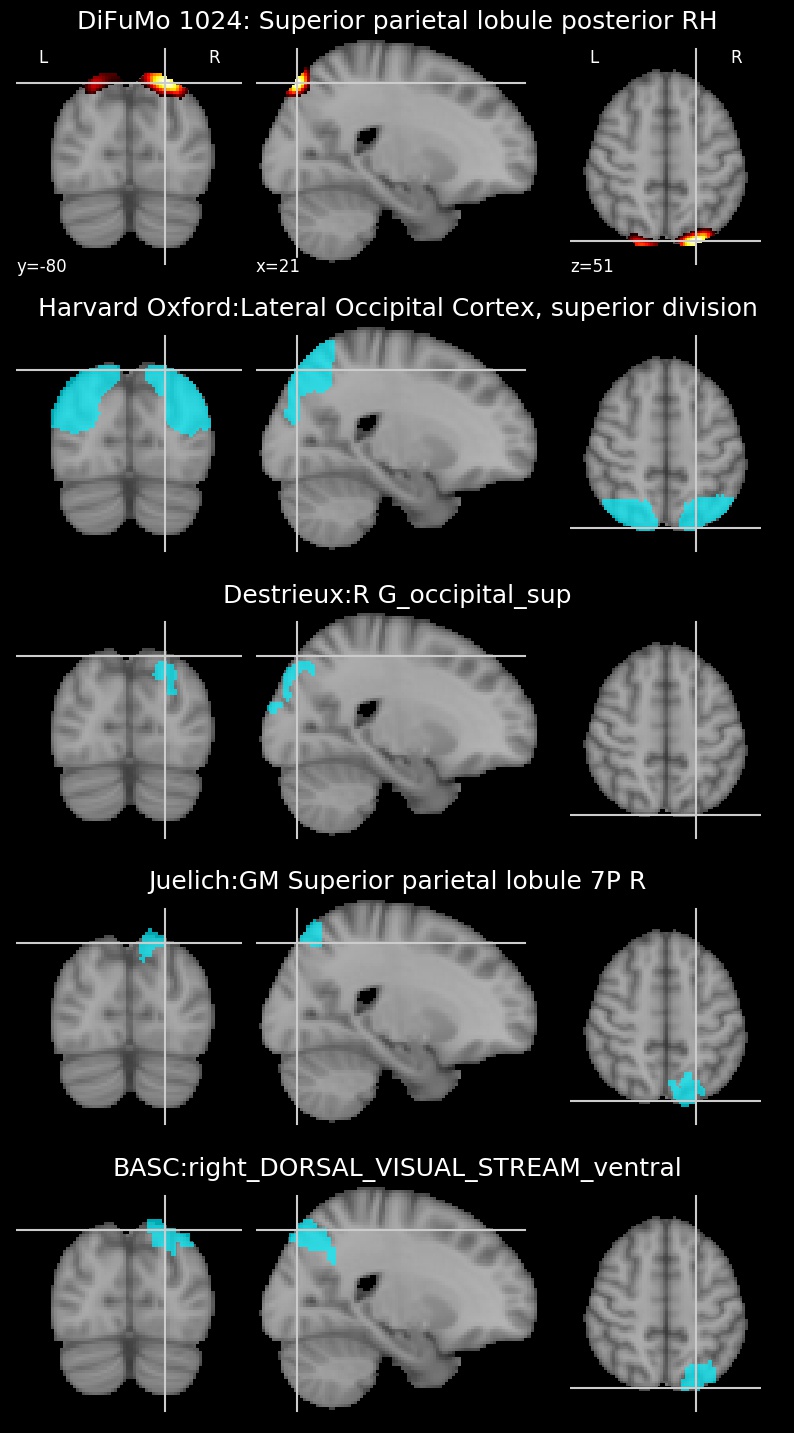 DiFuMo 1024: Superior parietal lobule posterior RH
L R L R
y=-80 x=21 z=51
Harvard Oxford:Lateral Occipital Cortex, superior division
Destrieux:R G_occipital_sup
Juelich:GM Superior parietal lobule 7P R
BASC:right_DORSAL_VISUAL_STREAM_ventral